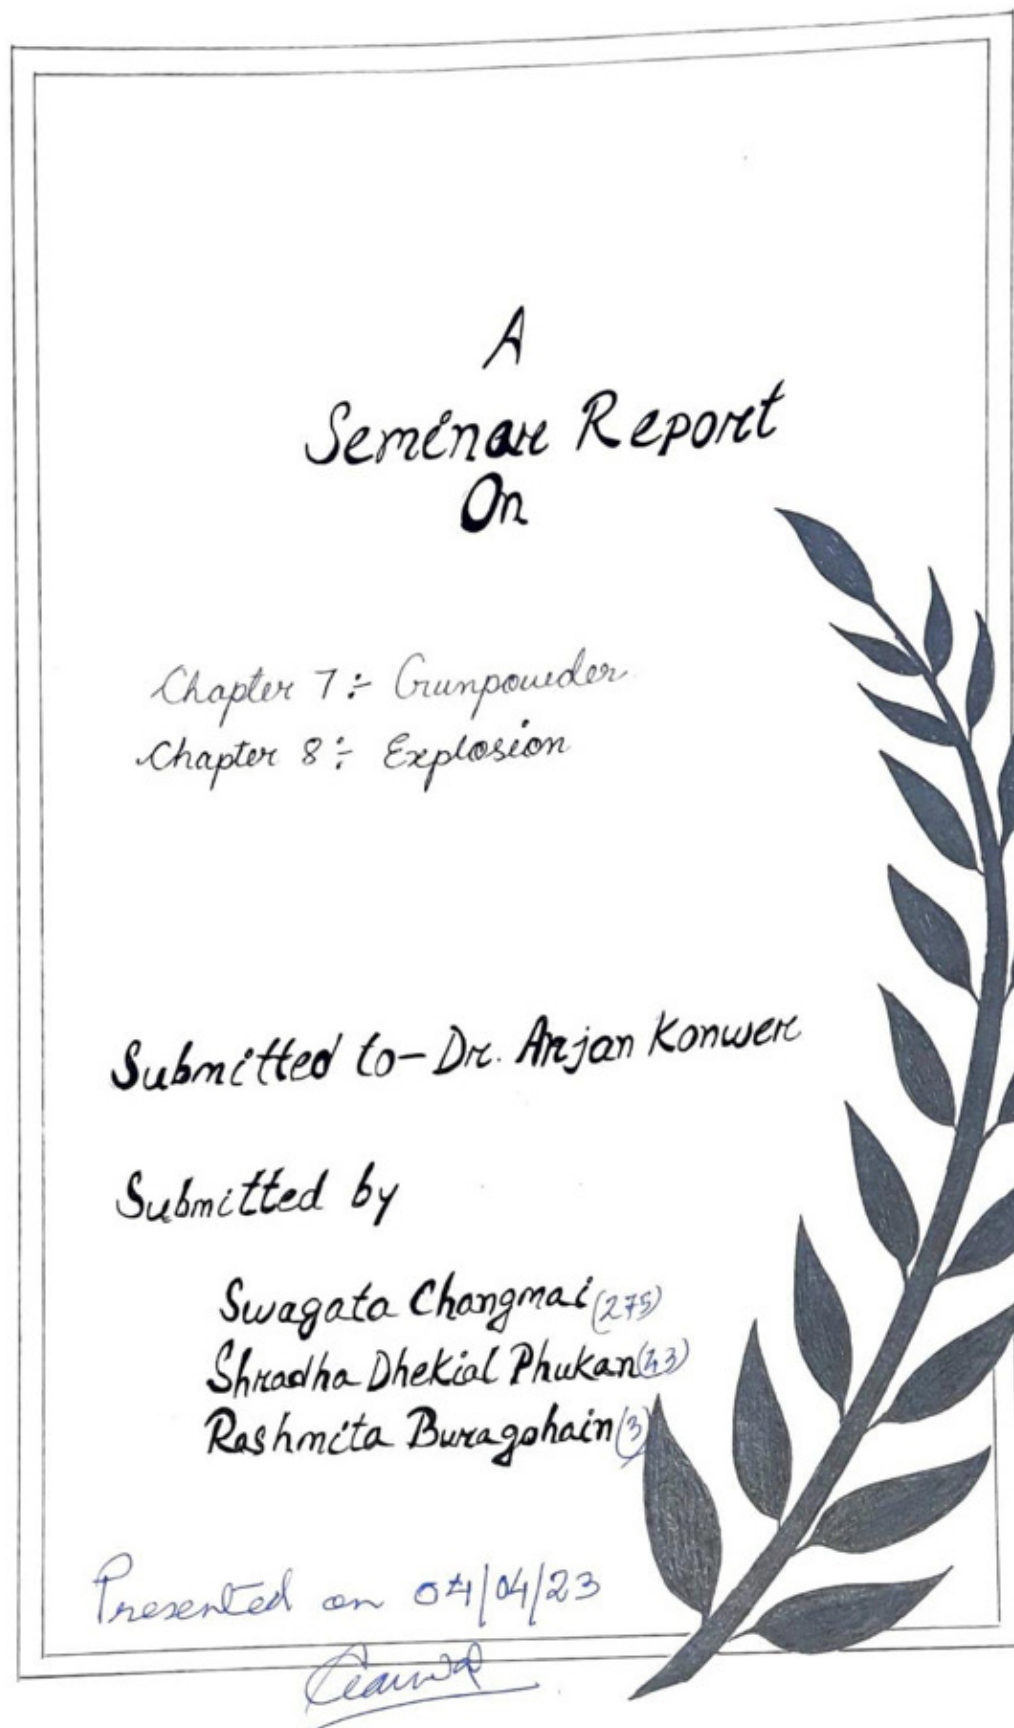 A
Seminar Report
On
Chapter 7:- Gunpowder
Chapter 8:- Explosion
Submitted to- Dr. Arjan Konwer
Submitted by
Swagata Changmai (275)
Shradha Dhekial Phukan (43)
Rashmita Buragohain (3)
Presented on 04/04/23